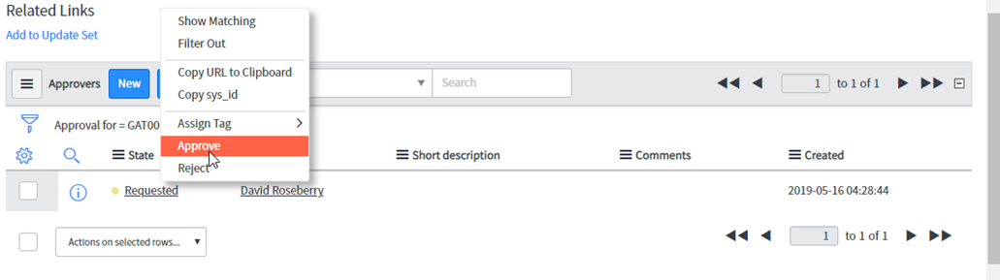 Related Links
Add to Update Set
Show Matching
Filter Out
Copy URL to Clipboard
Copy sys_id
Assign Tag
Approve
Reject
Approvers New Search 1 to 1 of 1
Approval for = GAT00
State Short description Comments Created
Requested David Roseberry 2019-05-16 04:28:44
Actions on selected rows... 1 to 1 of 1